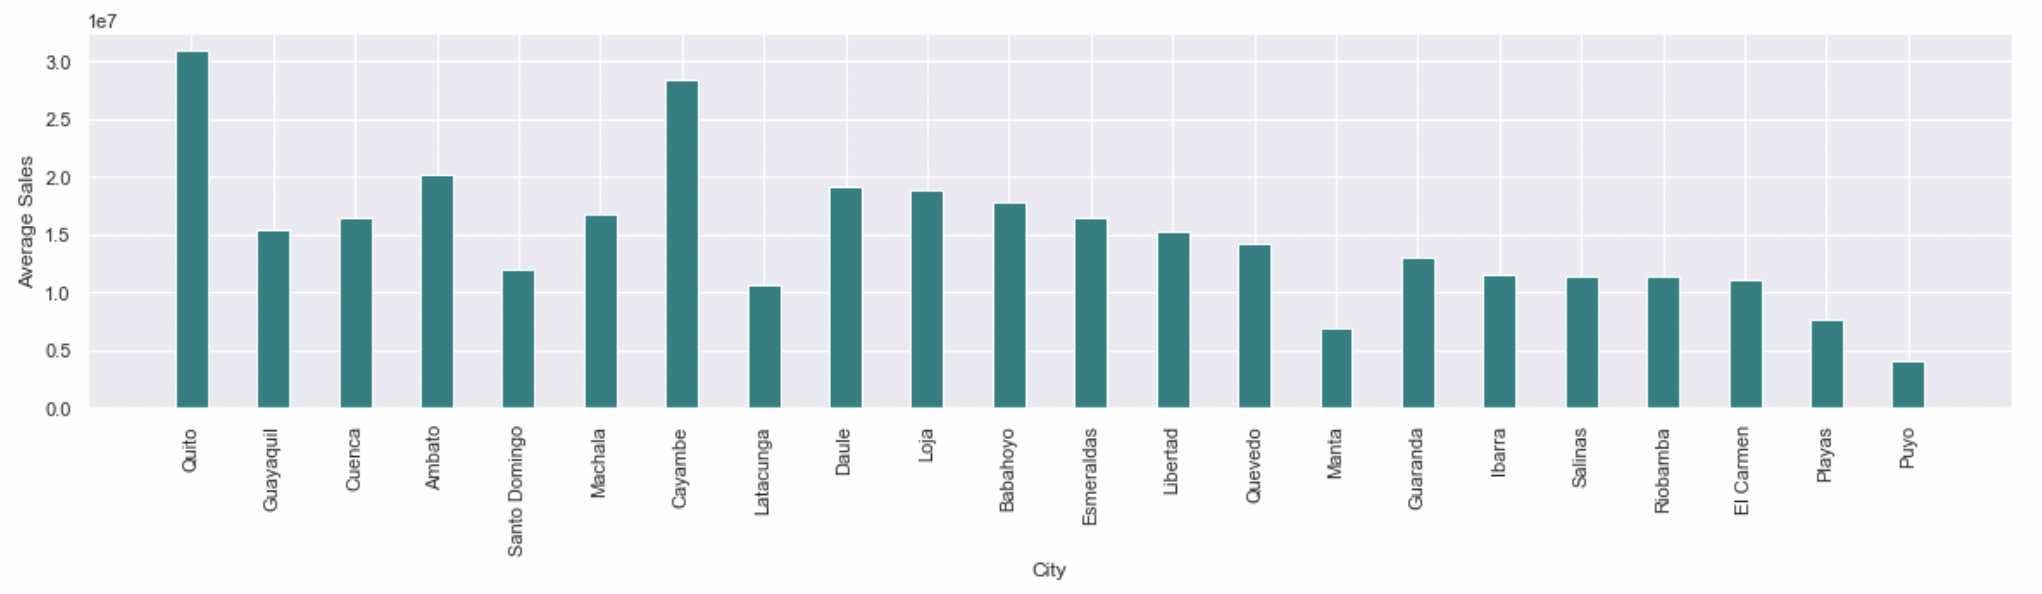 1e7
3.0
2.5
2.0
1.5
1.0
0.5
0.0
Average Sales
Quito
Guayaquil
Cuenca
Ambato
Santo Domingo
Machala
Cayambe
Latacunga
Daule
Loja
Babahoyo
Esmeraldas
Libertad
Quevedo
Manta
Guaranda
Ibarra
Salinas
Riobamba
El Carmen
Playas
Puyo
City